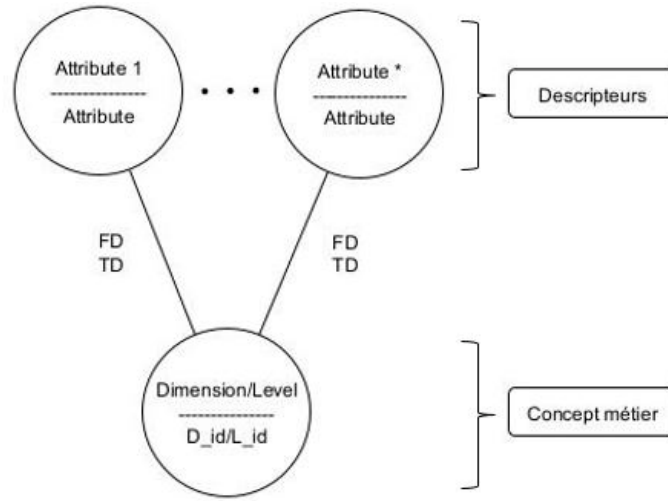 Attribute 1
Attribute
Attribute *
Attribute
Descripteurs
FD
TD
FD
TD
Dimension/Level
D_id/L_id
Concept métier